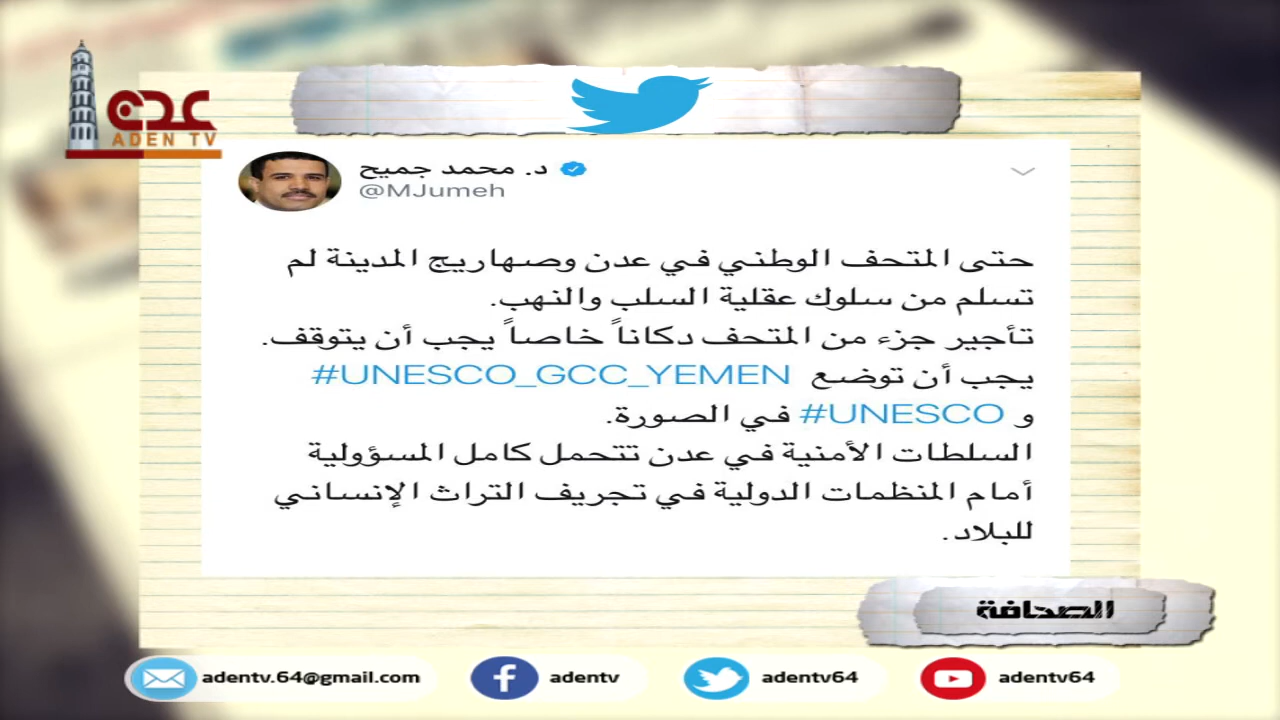 عدن
ADEN TV
د. محمد جميح
@MJumeh
حتى المتحف الوطني في عدن وصهاريج المدينة لم
تسلم من سلوك عقلية السلب والنهب.
تأجير جزء من المتحف دكاناً خاصاً يجب أن يتوقف.
يجب أن توضع #UNESCO_GCC_YEMEN
و #UNESCO في الصورة.
السلطات الأمنية في عدن تتحمل كامل المسؤولية
أمام المنظمات الدولية في تجريف التراث الإنساني
للبلاد.
الصحافة
adentv.64@gmail.com
adentv
adentv64
adentv64